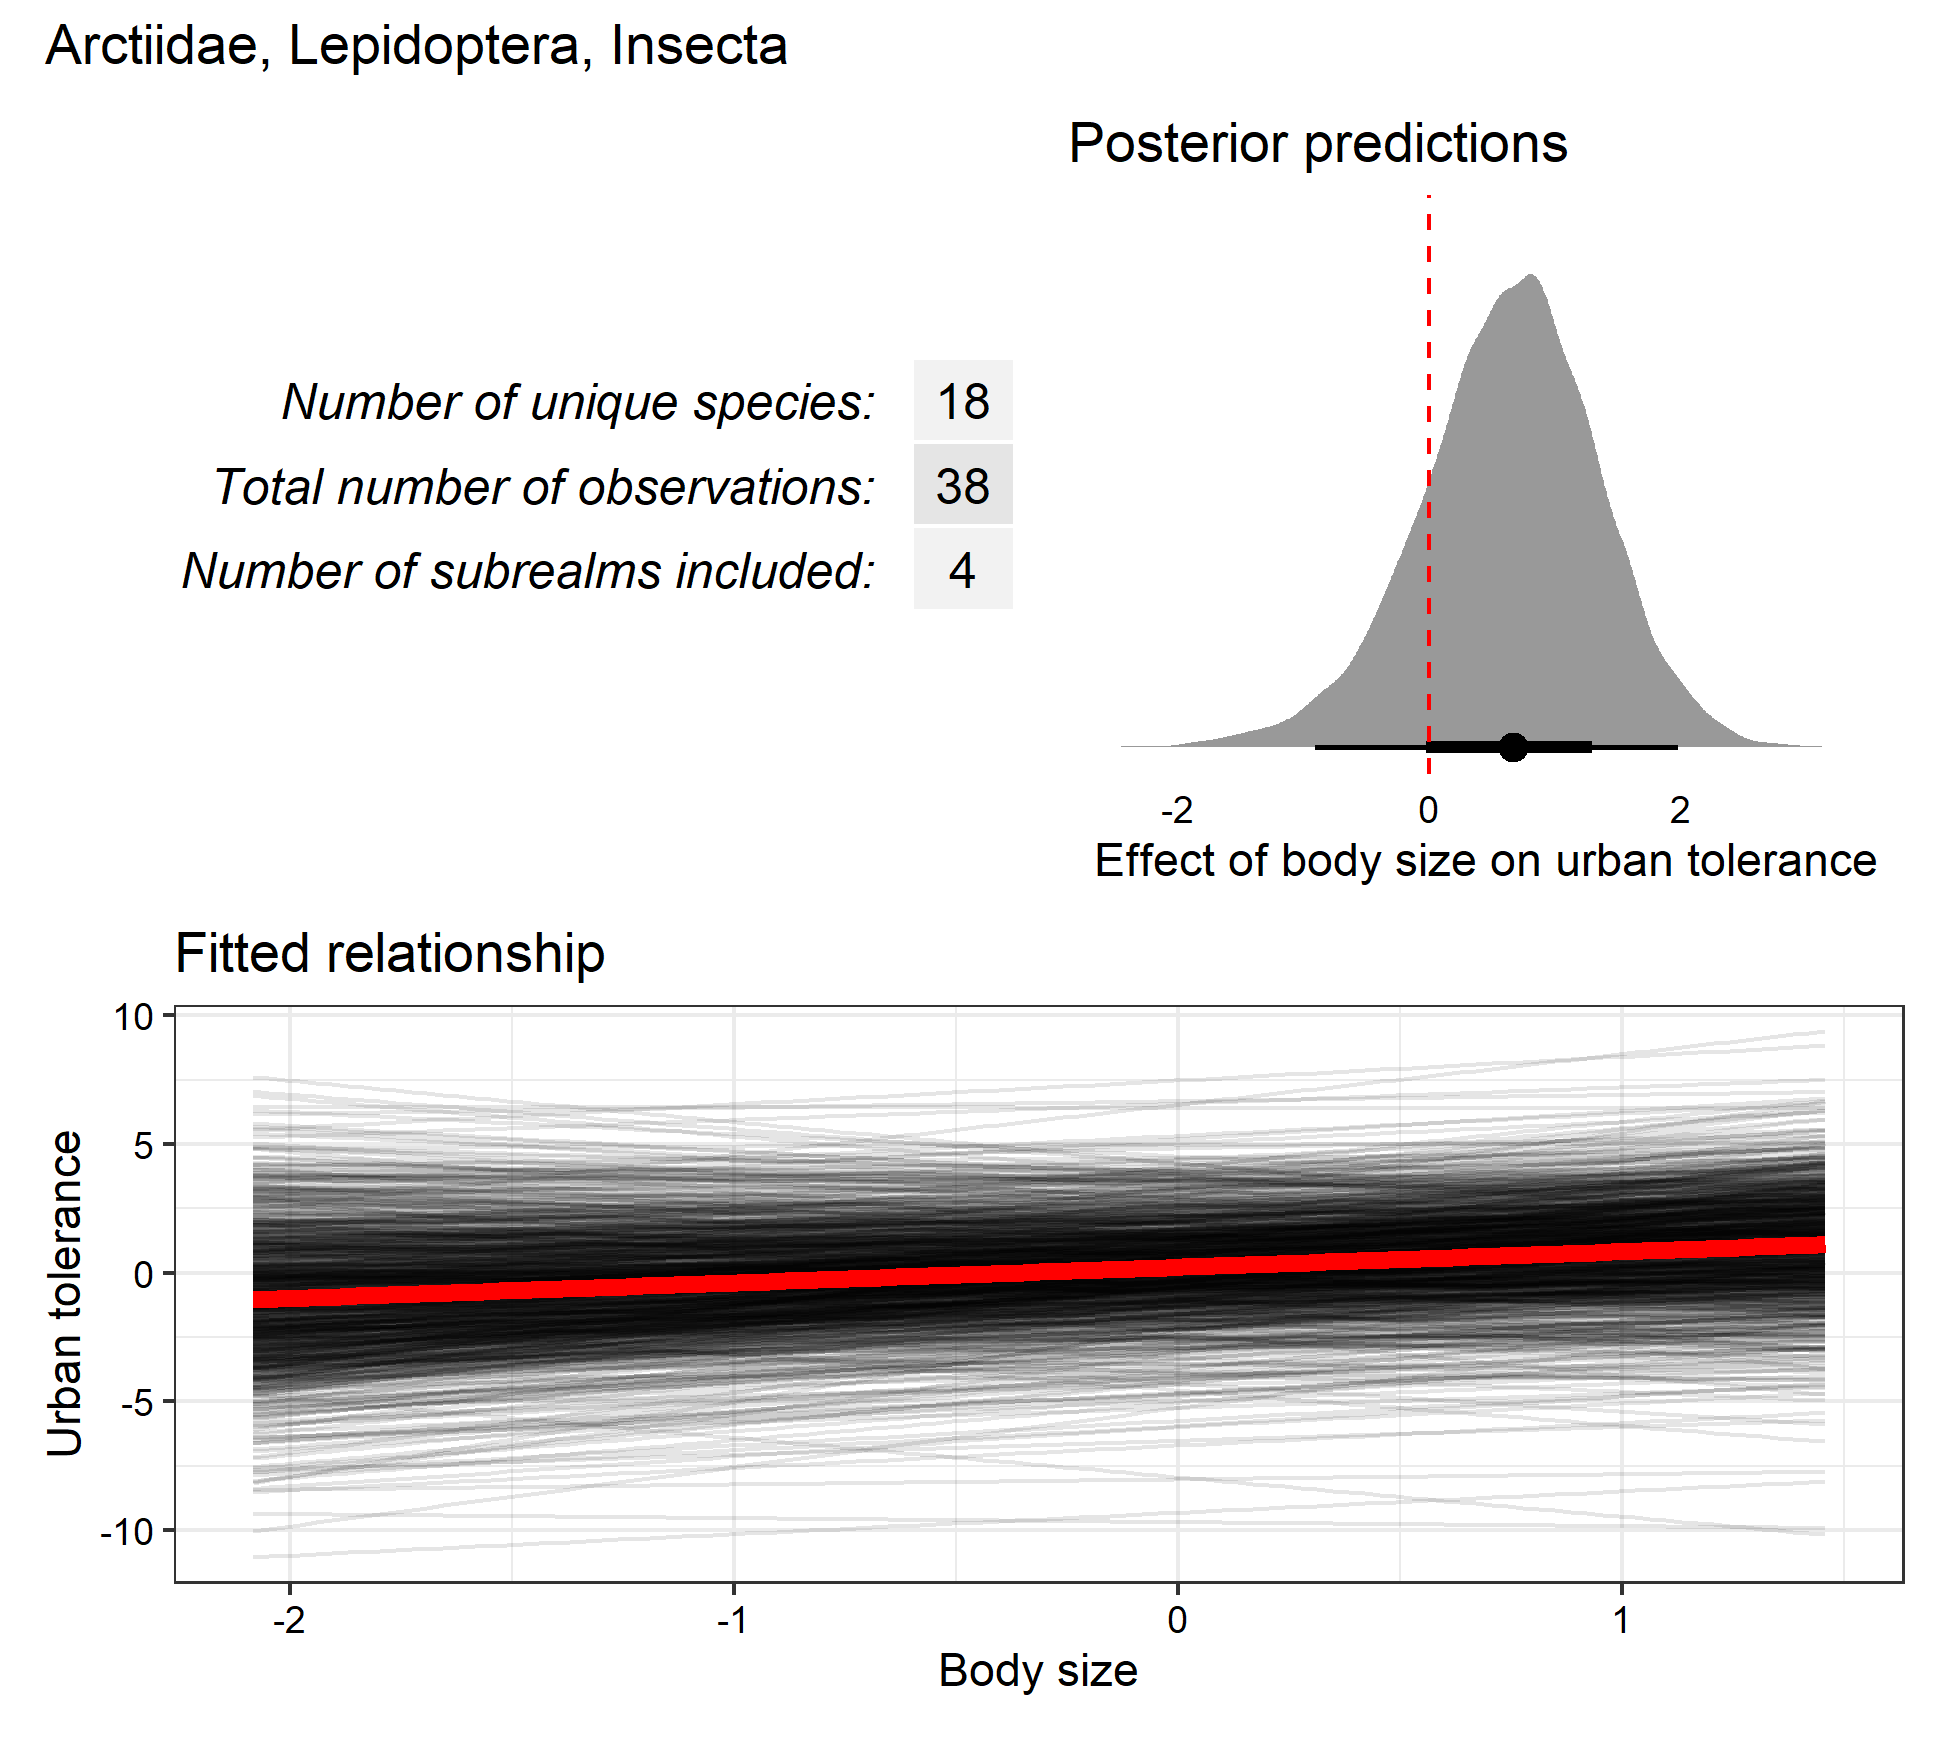 Arctiidae, Lepidoptera, Insecta
Number of unique species: 18
Total number of observations: 38
Number of subrealms included: 4
Posterior predictions
-2 0 2
Effect of body size on urban tolerance
Fitted relationship
Urban tolerance
10
5
0
-5
-10
-2 -1 0 1
Body size